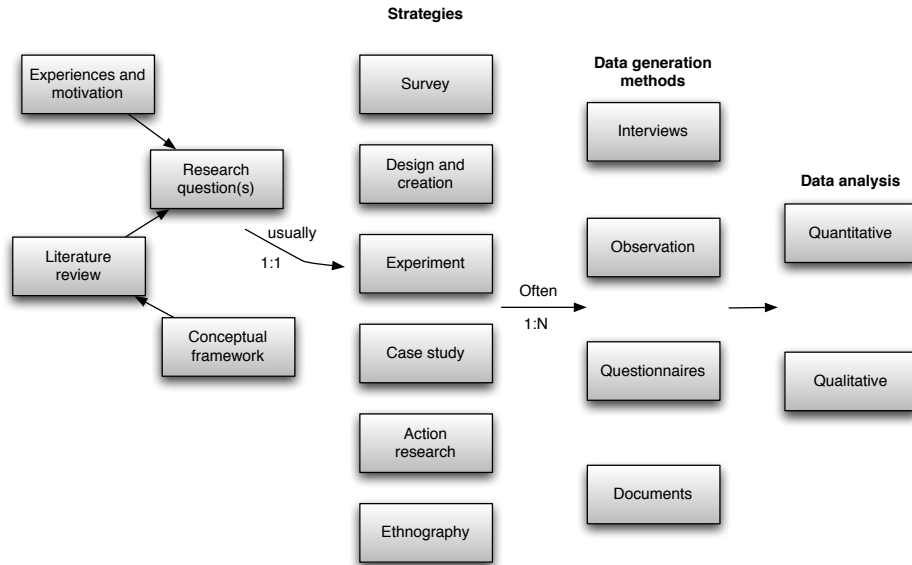 Strategies
Experiences and
motivation
Research
question(s)
Literature
review
Conceptual
framework
usually
1:1
Survey
Design and
creation
Experiment
Case study
Action
research
Ethnography
Often
1:N
Data generation
methods
Interviews
Observation
Questionnaires
Documents
Data analysis
Quantitative
Qualitative